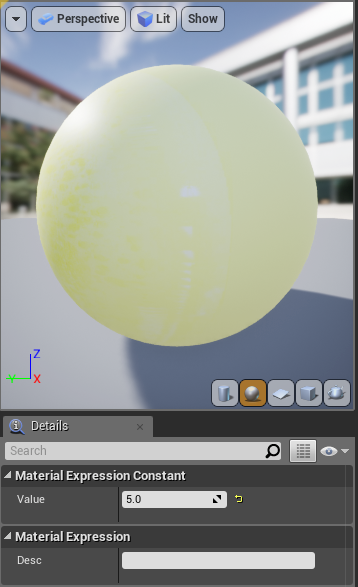 Perspective Lit Show
Z
Y X
Details
Search
Material Expression Constant
Value 5.0
Material Expression
Desc